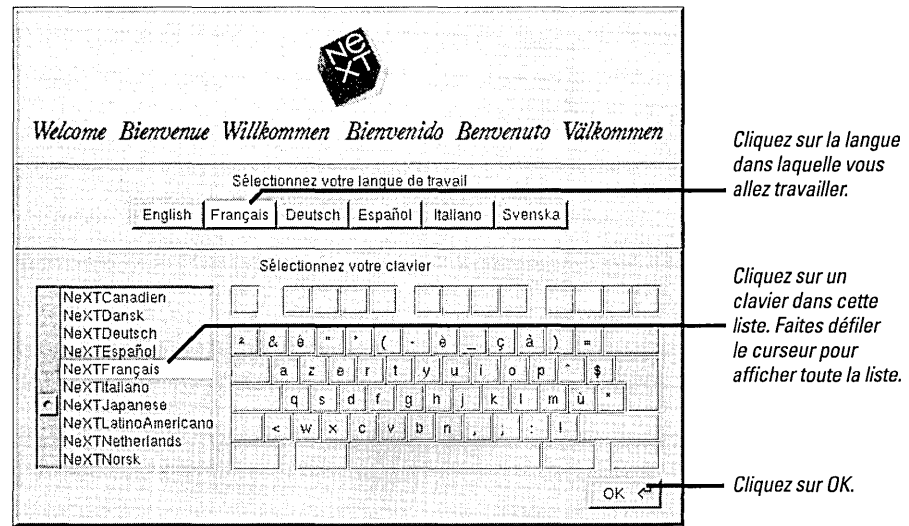 NeXT
Welcome Bienvenue Willkommen Bienvenido Benvenuto Välkommen
Sélectionnez votre langue de travail
English Français Deutsch Español Italiano Svenska
Cliquez sur la langue
dans laquelle vous
allez travailler.
Sélectionnez votre clavier
NeXTCanadien
NeXTDansk
NeXTDeutsch
NeXTEspañol
NeXTFrançais
NeXTItaliano
NeXTJapanese
NeXTLatinoAmericano
NeXTNetherlands
NeXTNorsk
& é " ' ( - è _ ç à ) =
a z e r t y u i o p ^ $
q s d f g h j k l m ù *
< w x c v b n , ; :
Cliquez sur un
clavier dans cette
liste. Faites défiler
le curseur pour
afficher toute la liste.
OK
Cliquez sur OK.